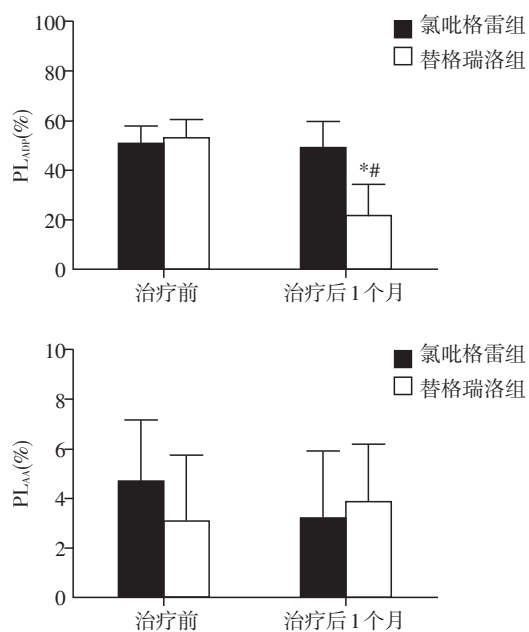 100
80
60
40
20
0
PLADP(%)
氯吡格雷组
替格瑞洛组
*#
治疗前
治疗后1个月
10
8
6
4
2
0
PLAA(%)
氯吡格雷组
替格瑞洛组
治疗前
治疗后1个月